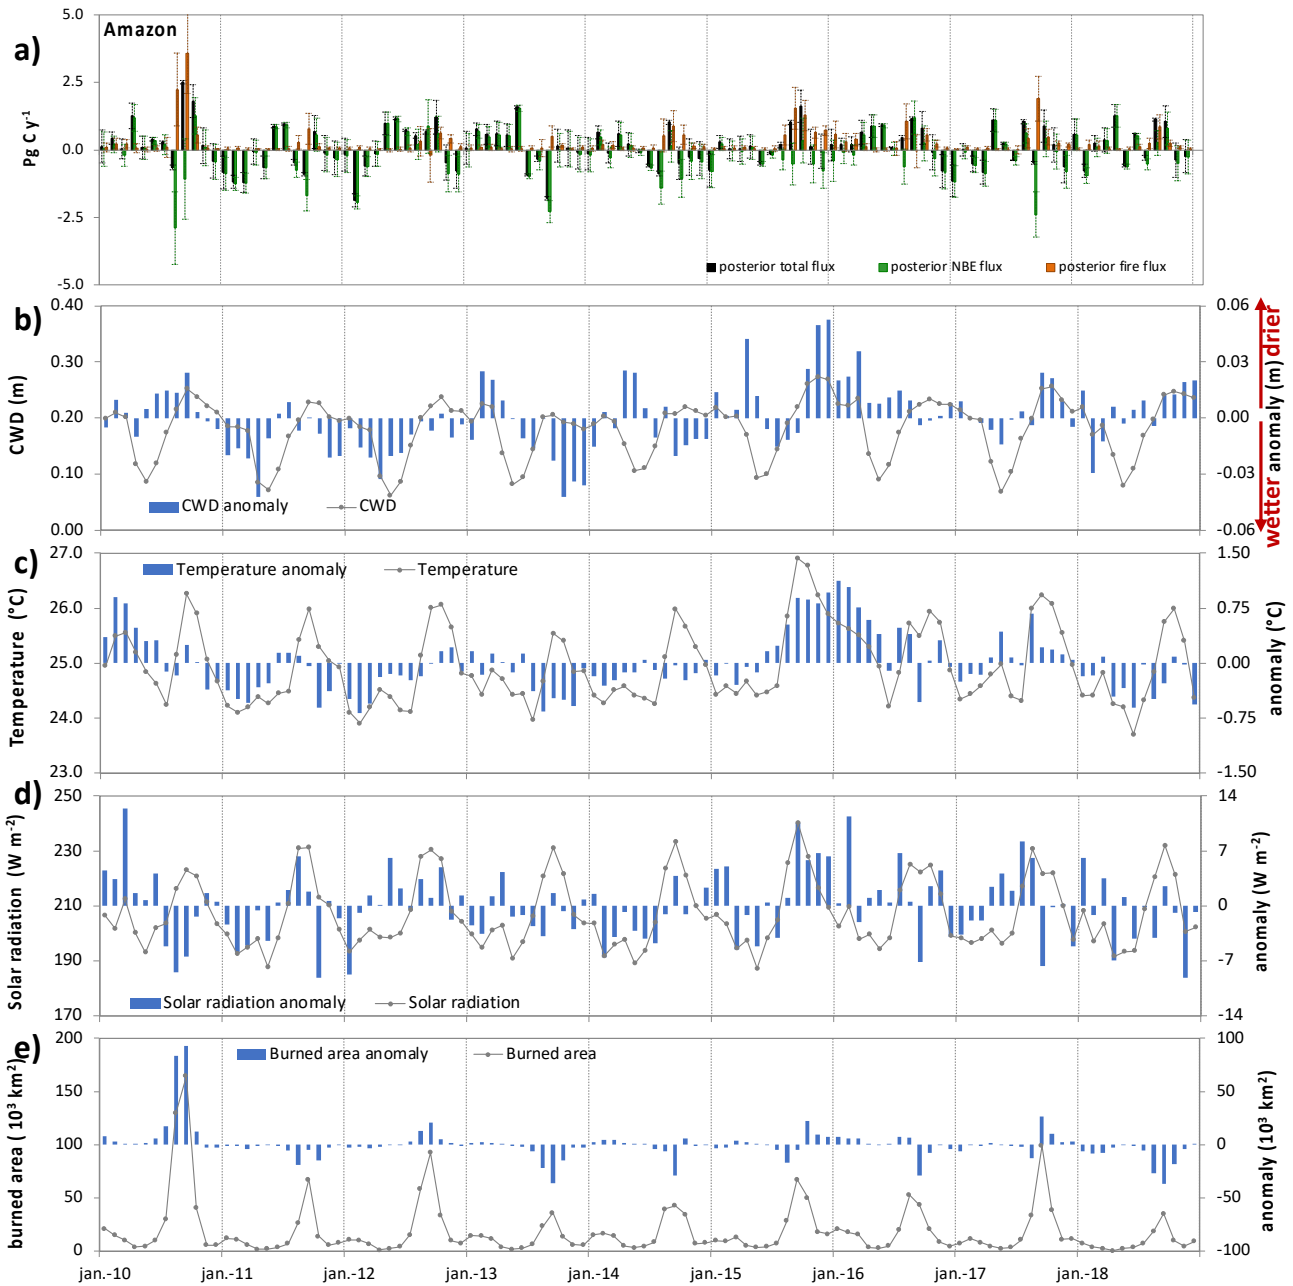 a)
Amazon
Pg C y-1
5.0
2.5
0.0
-2.5
-5.0
posterior total flux posterior NBE flux posterior fire flux
b)
CWD (m)
0.40
0.30
0.20
0.10
0.00
0.06
0.03
0.00
-0.03
-0.06
wetter anomaly (m) drier
CWD anomaly CWD
c)
Temperature (°C)
27.0
26.0
25.0
24.0
23.0
1.50
0.75
0.00
-0.75
-1.50
anomaly (°C)
Temperature anomaly Temperature
d)
Solar radiation (W m-2)
250
230
210
190
170
14
7
0
-7
-14
anomaly (W m-2)
Solar radiation anomaly Solar radiation
e)
burned area ( 10³ km²)
200
150
100
50
0
100
50
0
-50
-100
anomaly (10³ km²)
Burned area anomaly Burned area
jan.-10 jan.-11 jan.-12 jan.-13 jan.-14 jan.-15 jan.-16 jan.-17 jan.-18